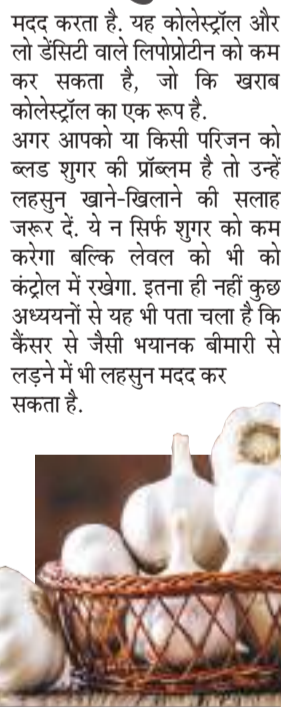 मदद करता है. यह कोलेस्ट्रॉल और
लो डेंसिटी वाले लिपोप्रोटीन को कम
कर सकता है, जो कि खराब
कोलेस्ट्रॉल का एक रूप है.
अगर आपको या किसी परिजन को
ब्लड शुगर की प्रॉब्लम है तो उन्हें
लहसुन खाने-खिलाने की सलाह
जरूर दें. ये न सिर्फ शुगर को कम
करेगा बल्कि लेवल को भी को
कंट्रोल में रखेगा. इतना ही नहीं कुछ
अध्ययनों से यह भी पता चला है कि
कैंसर से जैसी भयानक बीमारी से
लड़ने में भी लहसुन मदद कर
सकता है.